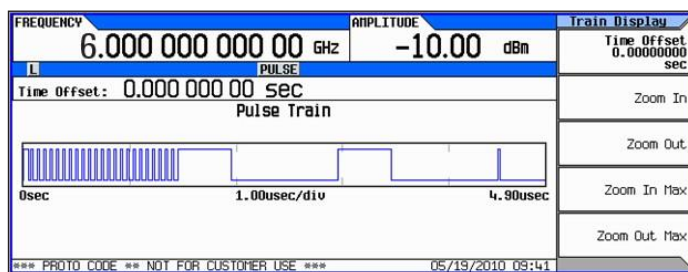 FREQUENCY
6.000 000 000 00 GHz
AMPLITUDE
-10.00 dBm
L
PULSE
Time Offset: 0.000 000 00 sec
Pulse Train
0sec
1.00usec/div
4.90usec
*** PROTO CODE ** NOT FOR CUSTOMER USE ***
05/19/2010 09:41
Train Display
Time Offset
0.00000000
sec
Zoom In
Zoom Out
Zoom In Max
Zoom Out Max